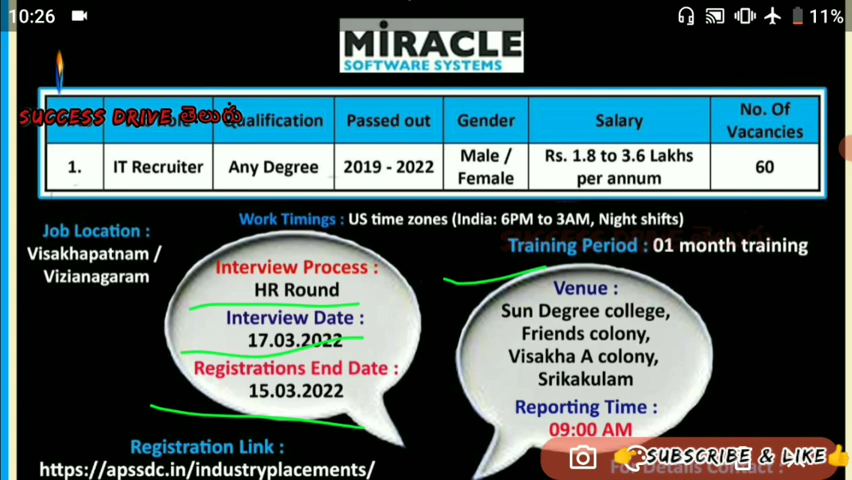 10:26
11%
MIRACLE
SOFTWARE SYSTEMS
SUCCESS DRIVE తెలుగు
Qualification Passed out Gender Salary No. Of Vacancies
1. IT Recruiter Any Degree 2019 - 2022 Male / Female Rs. 1.8 to 3.6 Lakhs per annum 60
Work Timings : US time zones (India: 6PM to 3AM, Night shifts)
Job Location :
Visakhapatnam /
Vizianagaram
Training Period : 01 month training
Interview Process :
HR Round
Interview Date :
17.03.2022
Registrations End Date :
15.03.2022
Venue :
Sun Degree college,
Friends colony,
Visakha A colony,
Srikakulam
Reporting Time :
09:00 AM
Registration Link :
https://apssdc.in/industryplacements/
SUBSCRIBE & LIKE
For Details Contact :